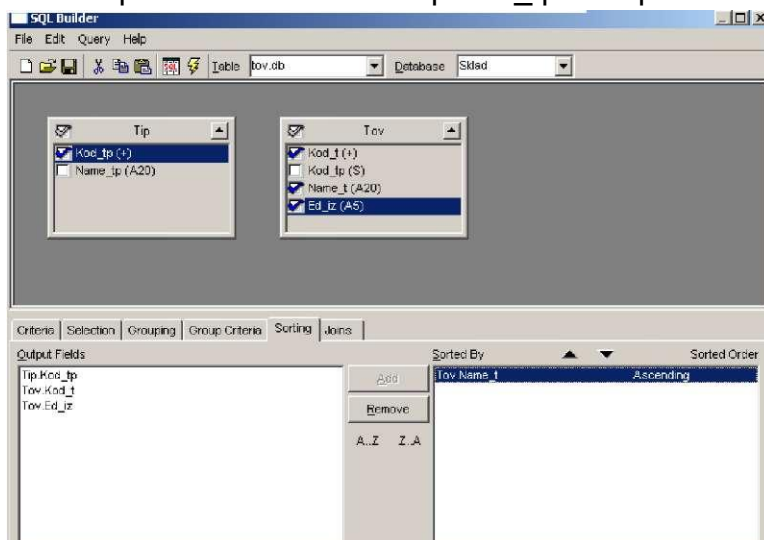 SQL Builder
File Edit Query Help
Table tov.db Database Sklad
Tip
Kod_tp (+)
Name_tp (A20)
Tov
Kod_t (+)
Kod_tp (S)
Name_t (A20)
Ed_iz (A5)
Criteria Selection Grouping Group Criteria Sorting Joins
Output Fields
Tip.Kod_tp
Tov.Kod_t
Tov.Ed_iz
Add
Remove
A..Z Z..A
Sorted By Sorted Order
Tov.Name_t Ascending